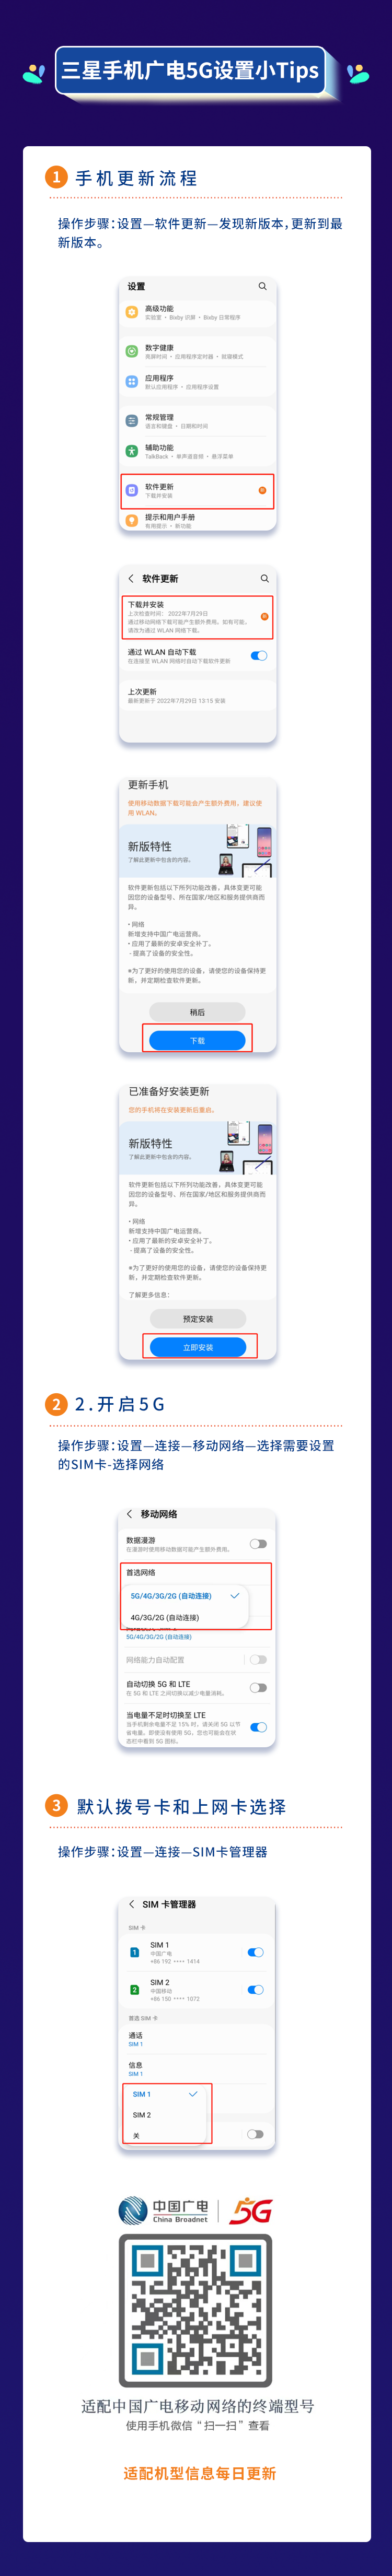 三星手机广电5G设置小Tips
1 手机更新流程
操作步骤:设置—软件更新—发现新版本,更新到最
新版本。
设置
高级功能
实验室 • Bixby 识屏 • Bixby 日常程序
数字健康
亮屏时间 • 应用程序定时器 • 就寝模式
应用程序
默认应用程序 • 应用程序设置
常规管理
语言和键盘 • 日期和时间
辅助功能
TalkBack • 单声道音频 • 悬浮菜单
软件更新
下载并安装
提示和用户手册
有用提示 • 新功能
软件更新
下载并安装
上次检查时间: 2022年7月29日
通过移动网络下载可能产生额外费用。如有可能,
请改为通过 WLAN 网络下载。
通过 WLAN 自动下载
在连接至 WLAN 网络时自动下载软件更新
上次更新
最新更新于 2022年7月29日 13:15 安装
更新手机
使用移动数据下载可能会产生额外费用,建议使
用 WLAN。
新版特性
了解此更新中包含的内容。
软件更新包括以下所列功能改善,具体变更可能
因您的设备型号、所在国家/地区和服务提供商而
异。
• 网络
新增支持中国广电运营商。
• 应用了最新的安卓安全补丁。
- 提高了设备的安全性。
※为了更好的使用您的设备,请使您的设备保持更
新,并定期检查软件更新。
稍后
下载
已准备好安装更新
您的手机将在安装更新后重启。
新版特性
了解此更新中包含的内容。
软件更新包括以下所列功能改善,具体变更可能
因您的设备型号、所在国家/地区和服务提供商而
异。
• 网络
新增支持中国广电运营商。
• 应用了最新的安卓安全补丁。
- 提高了设备的安全性。
※为了更好的使用您的设备,请使您的设备保持更
新,并定期检查软件更新。
了解更多信息:
预定安装
立即安装
2 2.开启5G
操作步骤:设置—连接—移动网络—选择需要设置
的SIM卡-选择网络
移动网络
数据漫游
在漫游时使用移动数据可能产生额外费用。
首选网络
5G/4G/3G/2G (自动连接)
4G/3G/2G (自动连接)
5G/4G/3G/2G (自动连接)
网络能力自动配置
自动切换 5G 和 LTE
在 5G 和 LTE 之间切换以减少电量消耗。
当电量不足时切换至 LTE
当手机剩余电量不足 15% 时,请关闭 5G 以节
省电量。即使没有使用 5G,您也可能会在状
态栏中看到 5G 图标。
3 默认拨号卡和上网卡选择
操作步骤:设置—连接—SIM卡管理器
SIM 卡管理器
SIM 卡
1 SIM 1
中国广电
+86 192 **** 1414
2 SIM 2
中国移动
+86 150 **** 1072
首选 SIM 卡
通话
SIM 1
信息
SIM 1
SIM 1
SIM 2
关
中国广电 5G
China Broadnet
适配中国广电移动网络的终端型号
使用手机微信“扫一扫”查看
适配机型信息每日更新